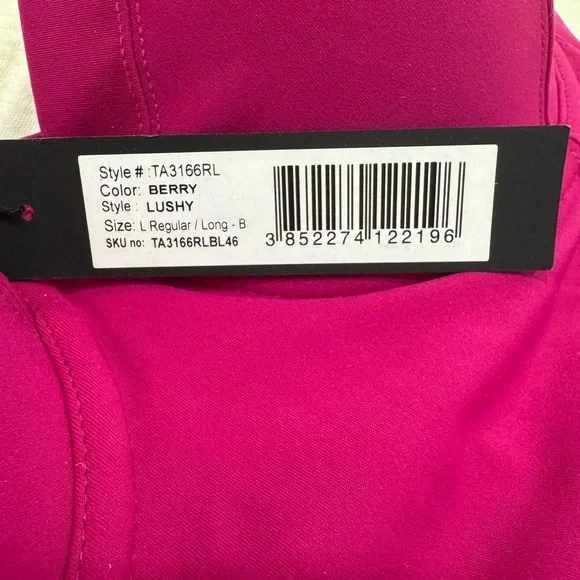 Style # :TA3166RL
Color: BERRY
Style : LUSHY
Size: L Regular / Long - B
SKU no: TA3166RLBL46
3 852274 122196